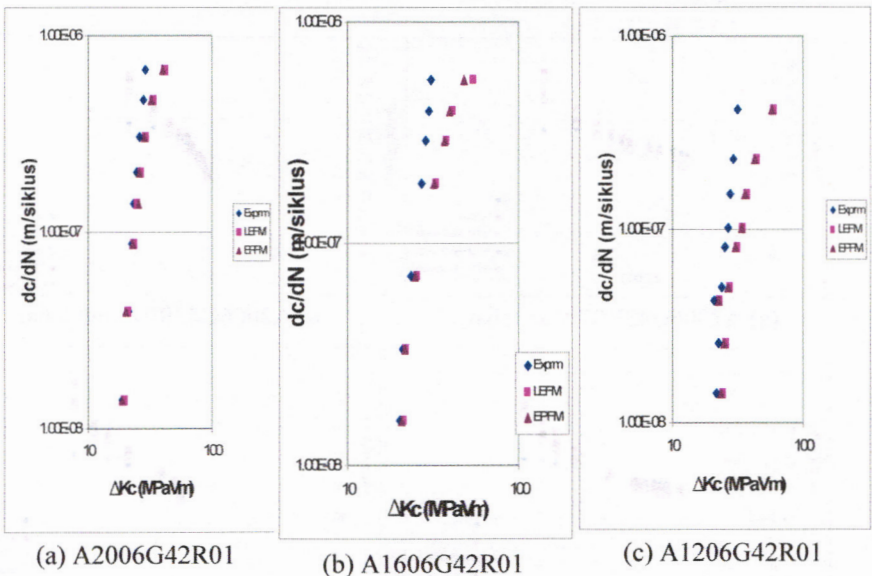 1.00E-06
1.00E-07
1.00E-08
10
100
dc/dN (m/siklus)
ΔKc (MPa√m)
Exprm
LEFM
EPFM
(a) A2006G42R01
1.00E-06
1.00E-07
1.00E-08
10
100
dc/dN (m/siklus)
ΔKc (MPa√m)
Exprm
LEFM
EPFM
(b) A1606G42R01
1.00E-06
1.00E-07
1.00E-08
10
100
dc/dN (m/siklus)
ΔKc (MPa√m)
Exprm
LEFM
EPFM
(c) A1206G42R01